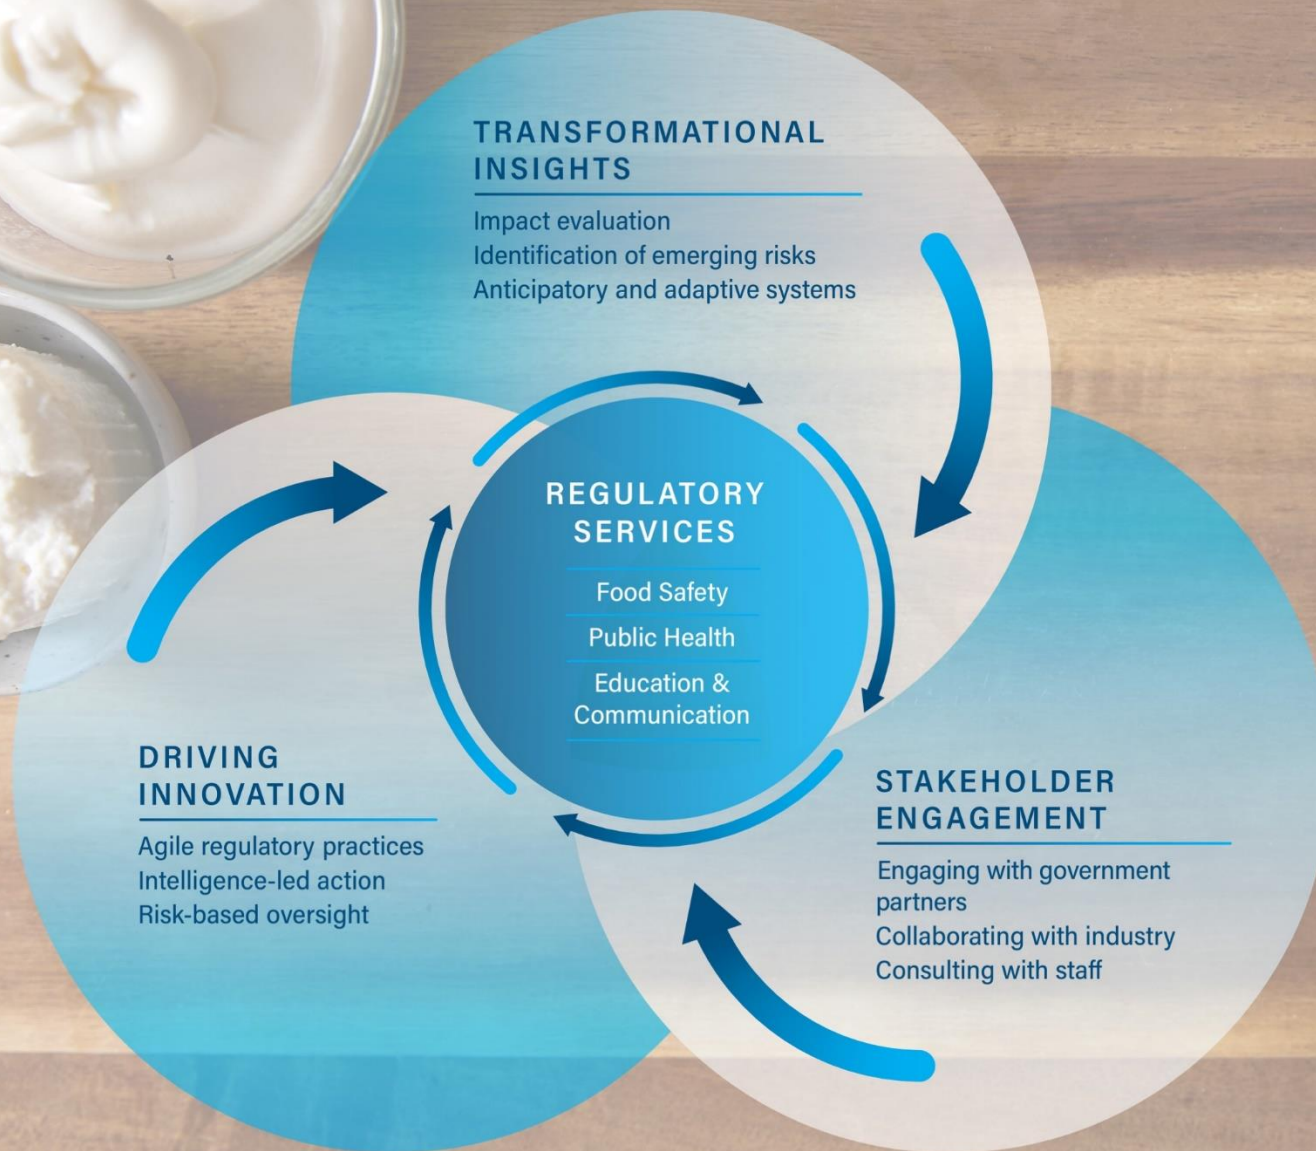 TRANSFORMATIONAL
INSIGHTS
Impact evaluation
Identification of emerging risks
Anticipatory and adaptive systems
REGULATORY
SERVICES
Food Safety
Public Health
Education &
Communication
DRIVING
INNOVATION
Agile regulatory practices
Intelligence-led action
Risk-based oversight
STAKEHOLDER
ENGAGEMENT
Engaging with government
partners
Collaborating with industry
Consulting with staff